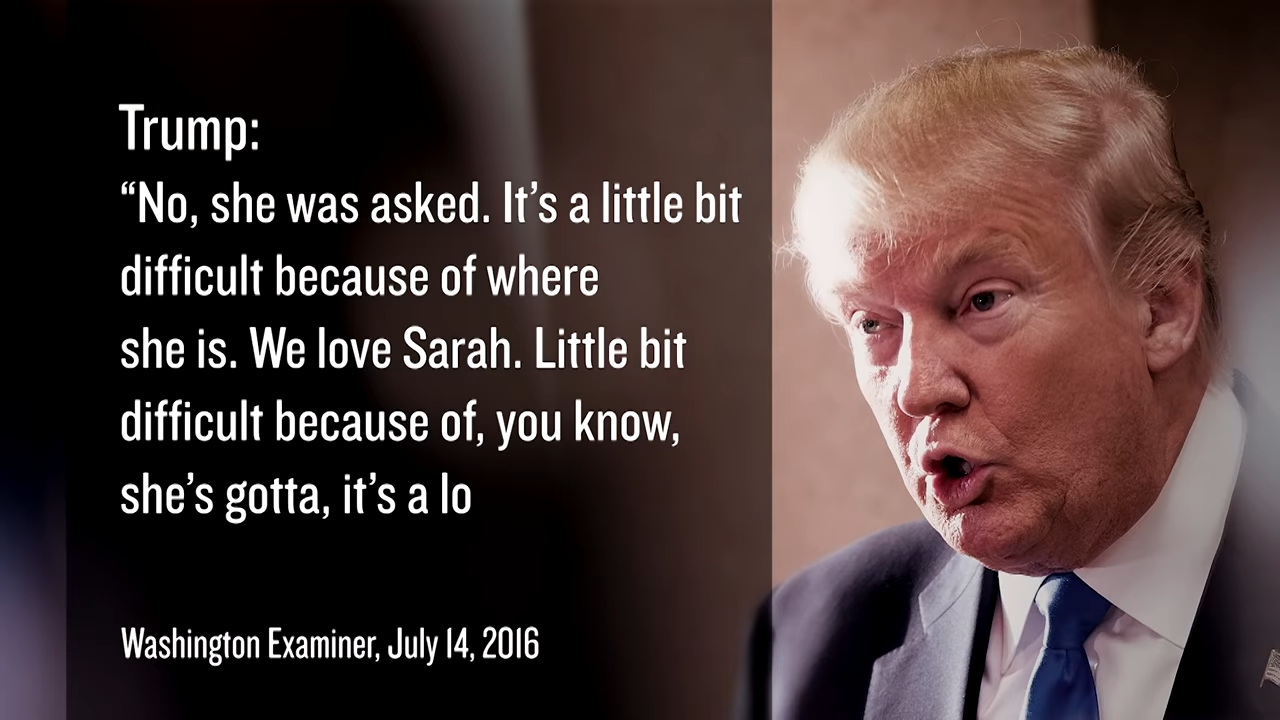 Trump:
“No, she was asked. It’s a little bit
difficult because of where
she is. We love Sarah. Little bit
difficult because of, you know,
she’s gotta, it’s a lo
Washington Examiner, July 14, 2016